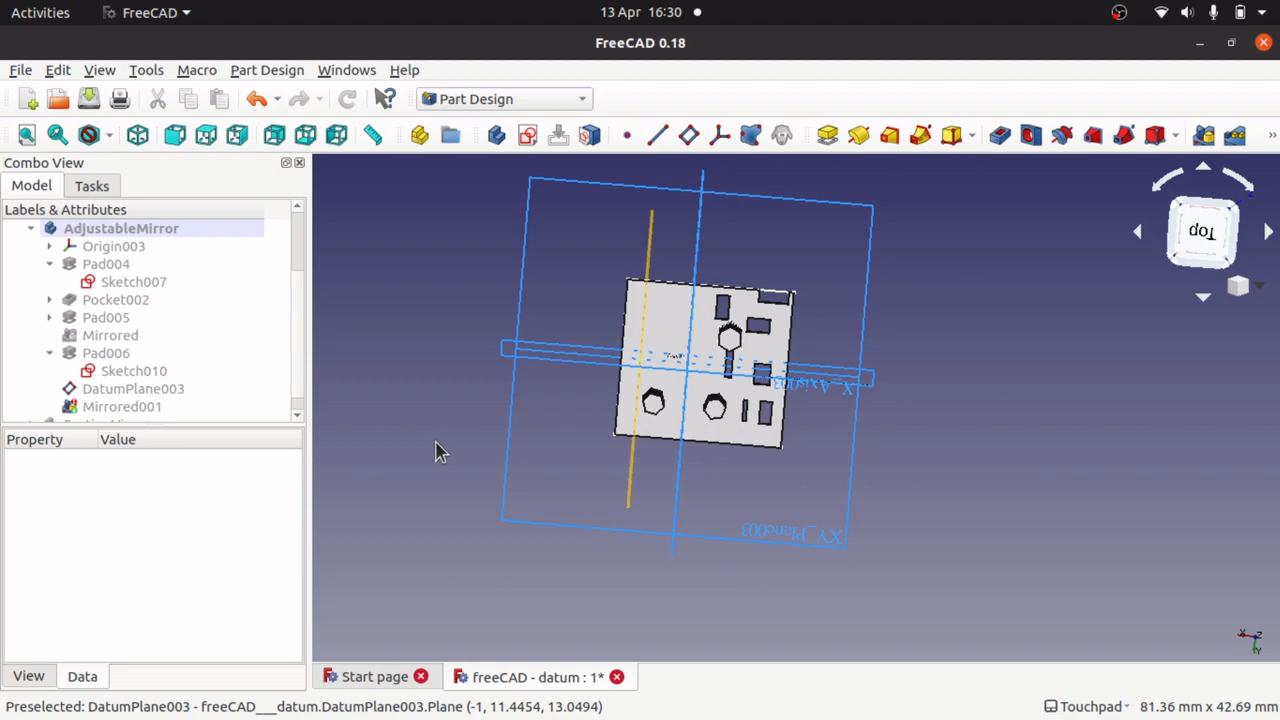 Activities
FreeCAD
13 Apr 16:30
FreeCAD 0.18
File Edit View Tools Macro Part Design Windows Help
Part Design
Combo View
Model Tasks
Labels & Attributes
AdjustableMirror
Origin003
Pad004
Sketch007
Pocket002
Pad005
Mirrored
Pad006
Sketch010
DatumPlane003
Mirrored001
Property Value
Top
X_Axis003
XY_Plane003
X Z
Y
View Data
Start page
freeCAD - datum : 1*
Preselected: DatumPlane003 - freeCAD___datum.DatumPlane003.Plane (-1, 11.4454, 13.0494)
Touchpad
81.36 mm x 42.69 mm